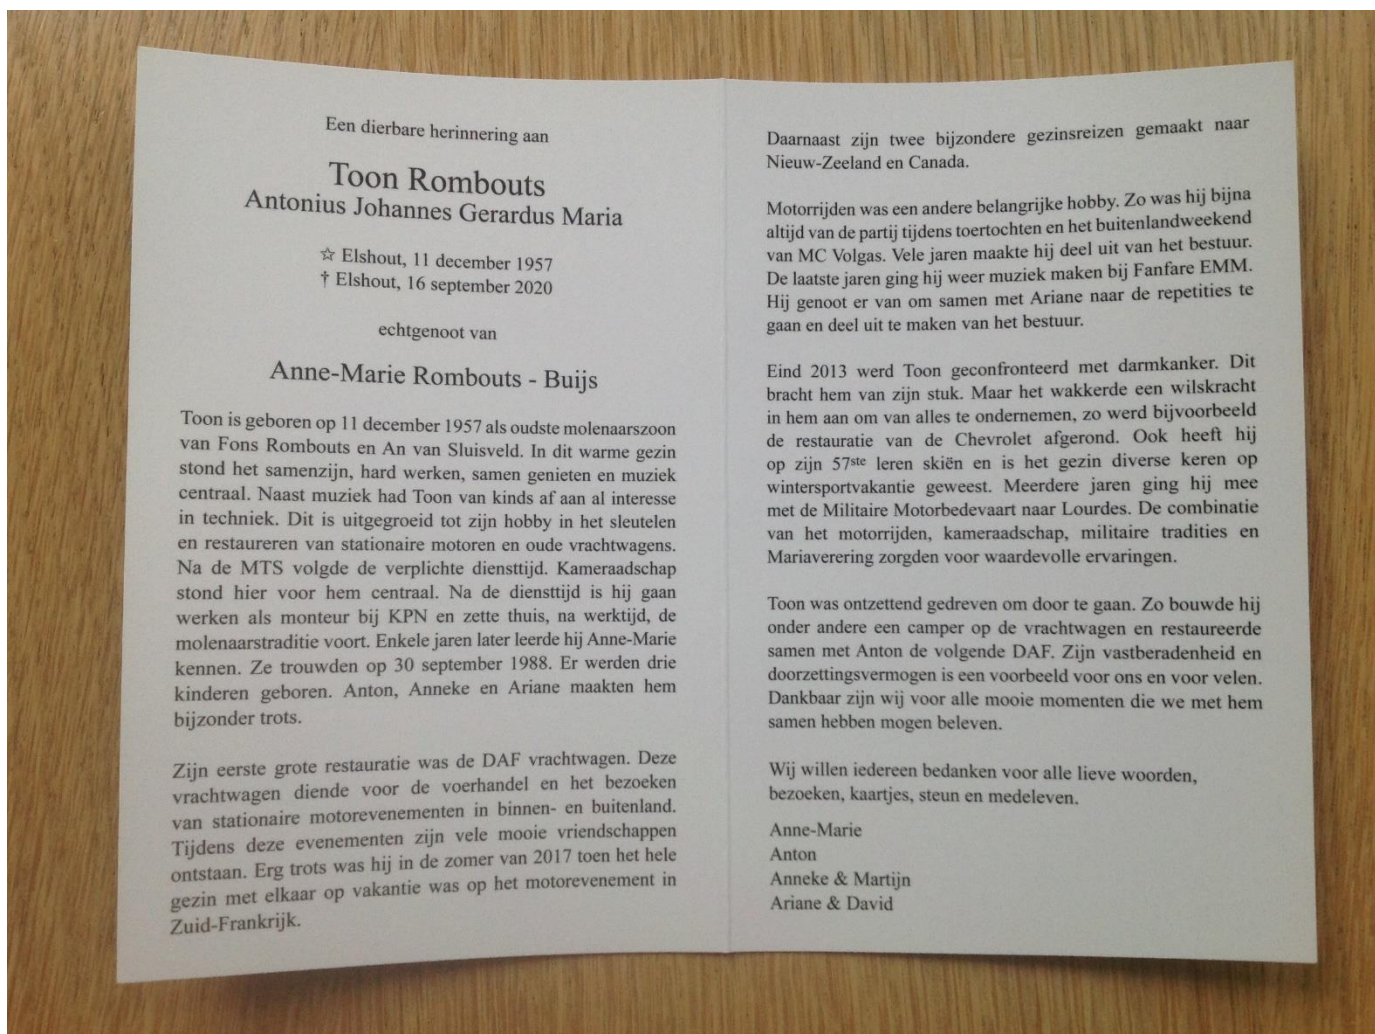 Een dierbare herinnering aan
Toon Rombouts
Antonius Johannes Gerardus Maria
☆ Elshout, 11 december 1957
† Elshout, 16 september 2020
echtgenoot van
Anne-Marie Rombouts - Buijs
Toon is geboren op 11 december 1957 als oudste molenaarszoon
van Fons Rombouts en An van Sluisveld. In dit warme gezin
stond het samenzijn, hard werken, samen genieten en muziek
centraal. Naast muziek had Toon van kinds af aan al interesse
in techniek. Dit is uitgegroeid tot zijn hobby in het sleutelen
en restaureren van stationaire motoren en oude vrachtwagens.
Na de MTS volgde de verplichte diensttijd. Kameraadschap
stond hier voor hem centraal. Na de diensttijd is hij gaan
werken als monteur bij KPN en zette thuis, na werktijd, de
molenaarstraditie voort. Enkele jaren later leerde hij Anne-Marie
kennen. Ze trouwden op 30 september 1988. Er werden drie
kinderen geboren. Anton, Anneke en Ariane maakten hem
bijzonder trots.
Zijn eerste grote restauratie was de DAF vrachtwagen. Deze
vrachtwagen diende voor de voerhandel en het bezoeken
van stationaire motorevenementen in binnen- en buitenland.
Tijdens deze evenementen zijn vele mooie vriendschappen
ontstaan. Erg trots was hij in de zomer van 2017 toen het hele
gezin met elkaar op vakantie was op het motorevenement in
Zuid-Frankrijk.
Daarnaast zijn twee bijzondere gezinsreizen gemaakt naar
Nieuw-Zeeland en Canada.
Motorrijden was een andere belangrijke hobby. Zo was hij bijna
altijd van de partij tijdens toertochten en het buitenlandweekend
van MC Volgas. Vele jaren maakte hij deel uit van het bestuur.
De laatste jaren ging hij weer muziek maken bij Fanfare EMM.
Hij genoot er van om samen met Ariane naar de repetities te
gaan en deel uit te maken van het bestuur.
Eind 2013 werd Toon geconfronteerd met darmkanker. Dit
bracht hem van zijn stuk. Maar het wakkerde een wilskracht
in hem aan om van alles te ondernemen, zo werd bijvoorbeeld
de restauratie van de Chevrolet afgerond. Ook heeft hij
op zijn 57ste leren skiën en is het gezin diverse keren op
wintersportvakantie geweest. Meerdere jaren ging hij mee
met de Militaire Motorbedevaart naar Lourdes. De combinatie
van het motorrijden, kameraadschap, militaire tradities en
Mariaverering zorgden voor waardevolle ervaringen.
Toon was ontzettend gedreven om door te gaan. Zo bouwde hij
onder andere een camper op de vrachtwagen en restaureerde
samen met Anton de volgende DAF. Zijn vastberadenheid en
doorzettingsvermogen is een voorbeeld voor ons en voor velen.
Dankbaar zijn wij voor alle mooie momenten die we met hem
samen hebben mogen beleven.
Wij willen iedereen bedanken voor alle lieve woorden,
bezoeken, kaartjes, steun en medeleven.
Anne-Marie
Anton
Anneke & Martijn
Ariane & David